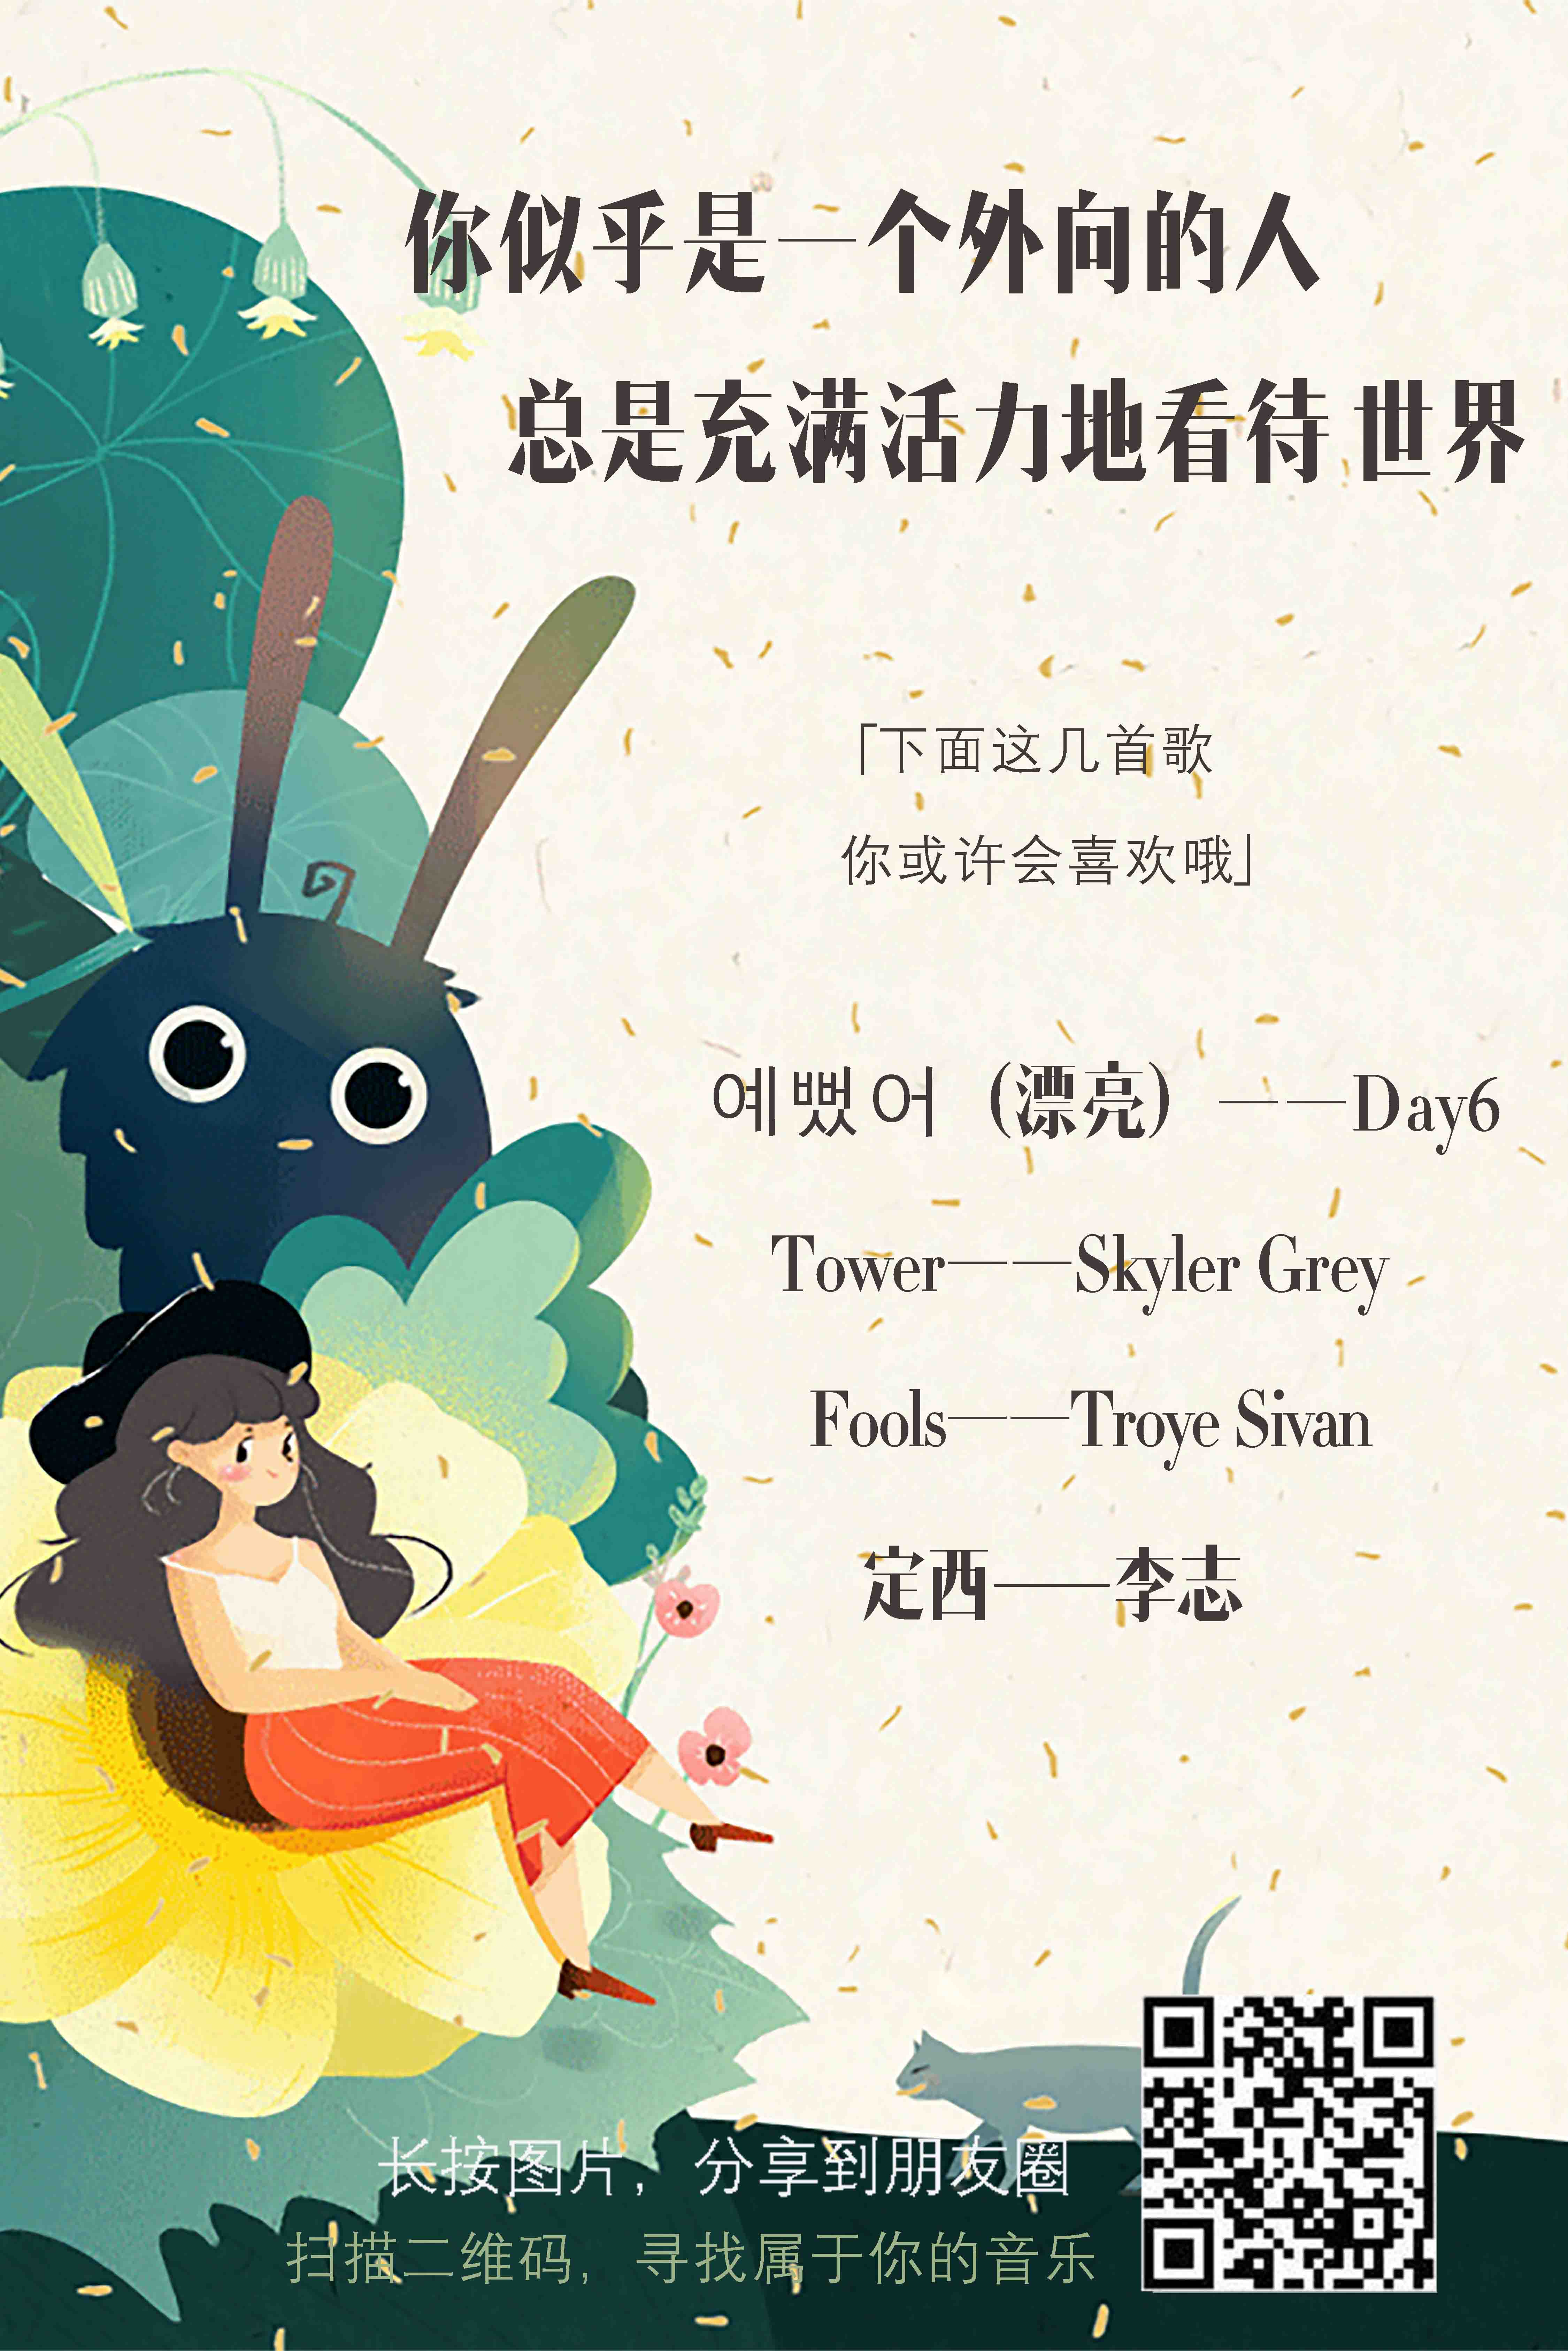 你似乎是一个外向的人
总是充满活力地看待世界
「下面这几首歌
你或许会喜欢哦」
예뻤어（漂亮）——Day6
Tower——Skyler Grey
Fools——Troye Sivan
定西——李志
长按图片，分享到朋友圈
扫描二维码，寻找属于你的音乐